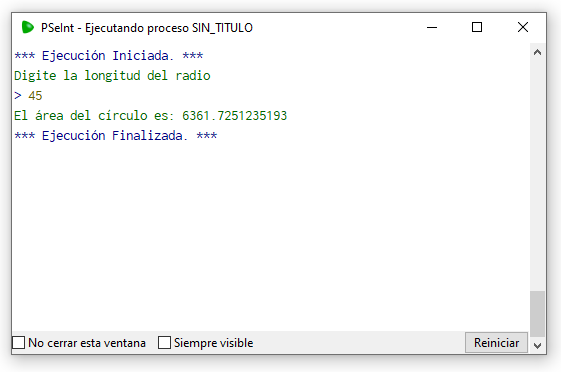 PSeInt - Ejecutando proceso SIN_TITULO
*** Ejecución Iniciada. ***
Digite la longitud del radio
> 45
El área del círculo es: 6361.7251235193
*** Ejecución Finalizada. ***
No cerrar esta ventana Siempre visible Reiniciar